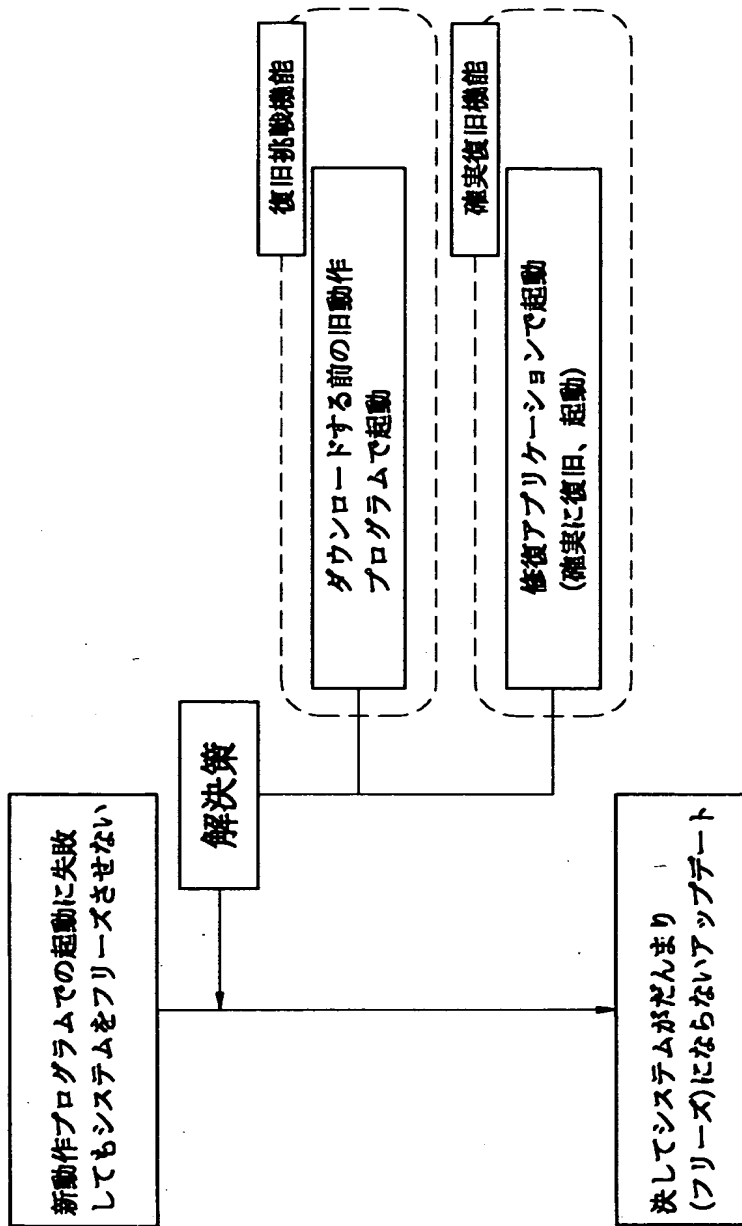 新動作プログラムでの起動に失敗
してもシステムをフリーズさせない
解決策
復旧挑戦機能
ダウンロードする前の旧動作
プログラムで起動
確実復旧機能
修復アプリケーションで起動
(確実に復旧、起動)
決してシステムがだんまり
(フリーズ)にならないアップデート